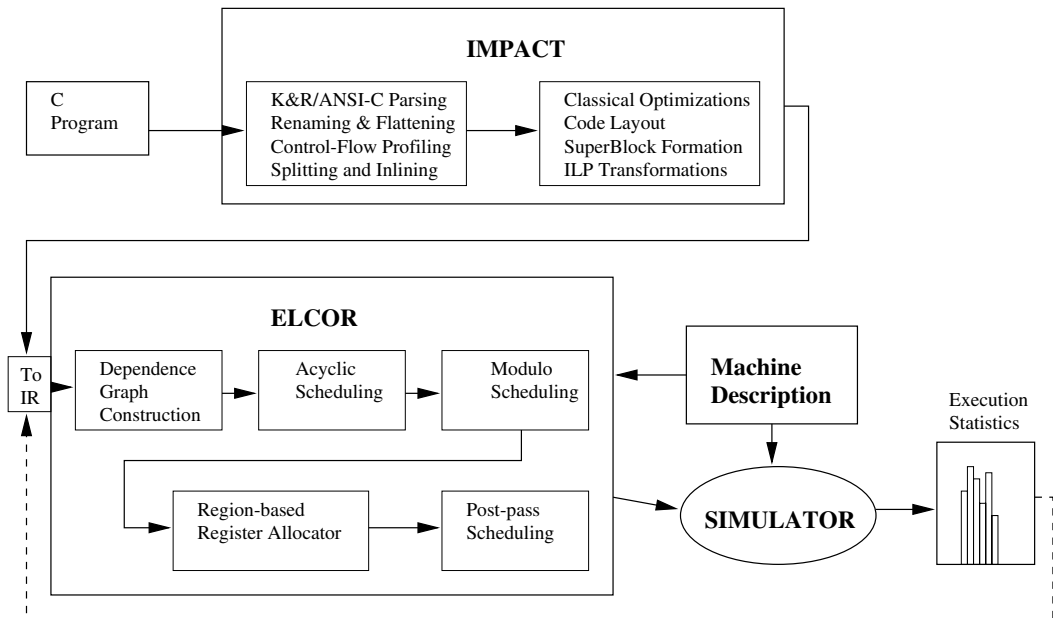 IMPACT
C
Program
K&R/ANSI-C Parsing
Renaming & Flattening
Control-Flow Profiling
Splitting and Inlining
Classical Optimizations
Code Layout
SuperBlock Formation
ILP Transformations
ELCOR
To
IR
Dependence
Graph
Construction
Acyclic
Scheduling
Modulo
Scheduling
Region-based
Register Allocator
Post-pass
Scheduling
Machine
Description
SIMULATOR
Execution
Statistics